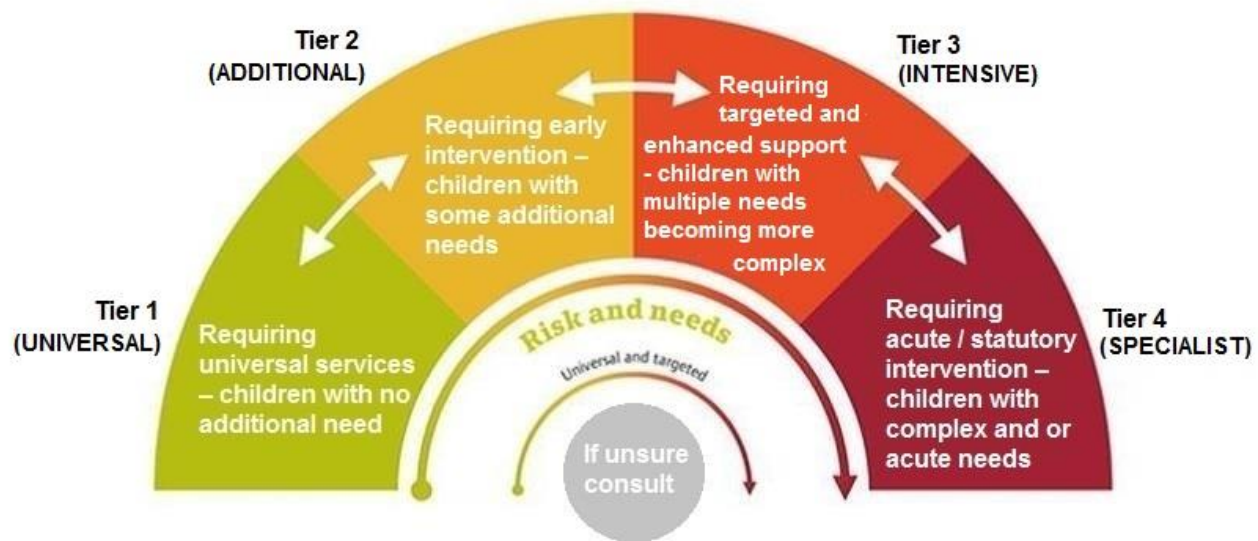 Tier 1
(UNIVERSAL)
Requiring
universal services
– children with no
additional need
Tier 2
(ADDITIONAL)
Requiring early
intervention –
children with
some additional
needs
Tier 3
(INTENSIVE)
Requiring
targeted and
enhanced support
- children with
multiple needs
becoming more
complex
Tier 4
(SPECIALIST)
Requiring
acute / statutory
intervention –
children with
complex and or
acute needs
Risk and needs
Universal and targeted
If unsure
consult